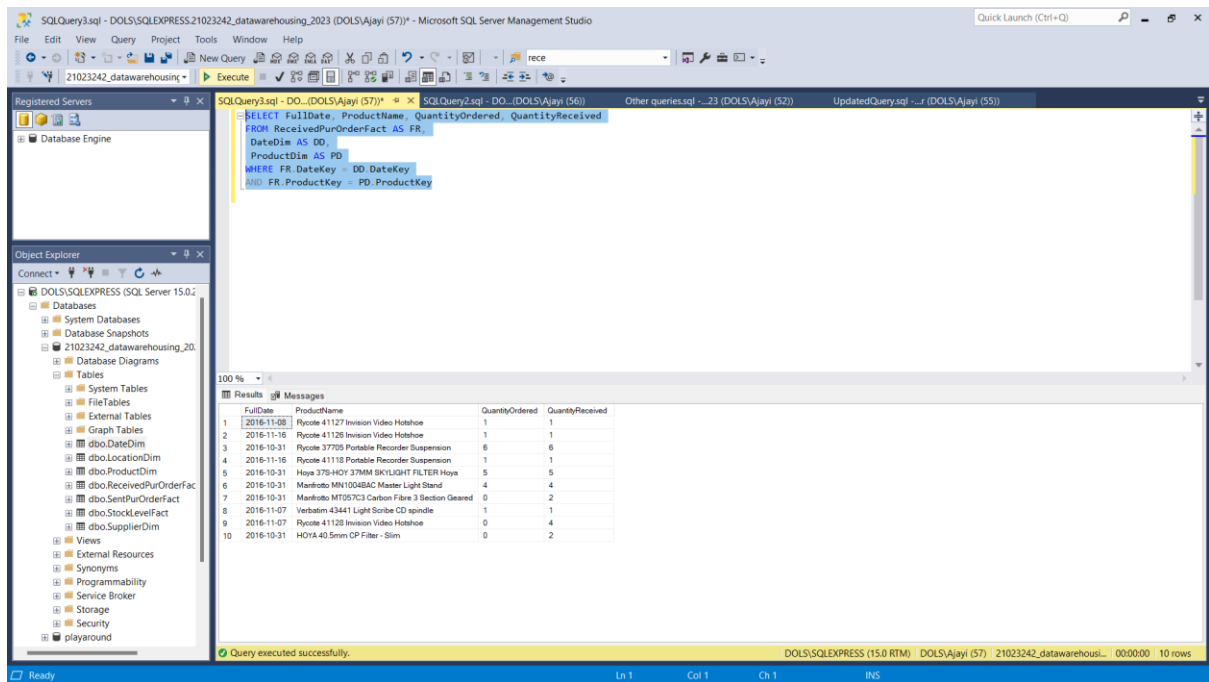 SQLQuery3.sql - DOLS\SQLEXPRESS.21023242_datawarehousing_2023 (DOLS\Ajayi (57))* - Microsoft SQL Server Management Studio
Quick Launch (Ctrl+Q)
File Edit View Query Project Tools Window Help
New Query
rece
21023242_datawarehousing
Execute
Registered Servers
Database Engine
SQLQuery3.sql - DO...(DOLS\Ajayi (57))*
SQLQuery2.sql - DO...(DOLS\Ajayi (56))
Other queries.sql -...23 (DOLS\Ajayi (52))
UpdatedQuery.sql -...r (DOLS\Ajayi (55))
SELECT FullDate, ProductName, QuantityOrdered, QuantityReceived
FROM ReceivedPurOrderFact AS FR,
DateDim AS DD,
ProductDim AS PD
WHERE FR.DateKey = DD.DateKey
AND FR.ProductKey = PD.ProductKey
Object Explorer
Connect
DOLS\SQLEXPRESS (SQL Server 15.0.2
Databases
System Databases
Database Snapshots
21023242_datawarehousing_20.
Database Diagrams
Tables
System Tables
FileTables
External Tables
Graph Tables
dbo.DateDim
dbo.LocationDim
dbo.ProductDim
dbo.ReceivedPurOrderFac
dbo.SentPurOrderFact
dbo.StockLevelFact
dbo.SupplierDim
Views
External Resources
Synonyms
Programmability
Service Broker
Storage
Security
playaround
100 %
Results Messages
FullDate ProductName QuantityOrdered QuantityReceived
1 2016-11-08 Rycote 41127 Invision Video Hotshoe 1 1
2 2016-11-16 Rycote 41126 Invision Video Hotshoe 1 1
3 2016-10-31 Rycote 37705 Portable Recorder Suspension 6 6
4 2016-11-16 Rycote 41118 Portable Recorder Suspension 1 1
5 2016-10-31 Hoya 37S-HOY 37MM SKYLIGHT FILTER Hoya 5 5
6 2016-10-31 Manfrotto MN1004BAC Master Light Stand 4 4
7 2016-10-31 Manfrotto MT057C3 Carbon Fibre 3 Section Geared 0 2
8 2016-11-07 Verbatim 43441 Light Scribe CD spindle 1 1
9 2016-11-07 Rycote 41128 Invision Video Hotshoe 0 4
10 2016-10-31 HOYA 40.5mm CP Filter - Slim 0 2
Query executed successfully.
DOLS\SQLEXPRESS (15.0 RTM) DOLS\Ajayi (57) 21023242_datawarehousi... 00:00:00 10 rows
Ready Ln 1 Col 1 Ch 1 INS